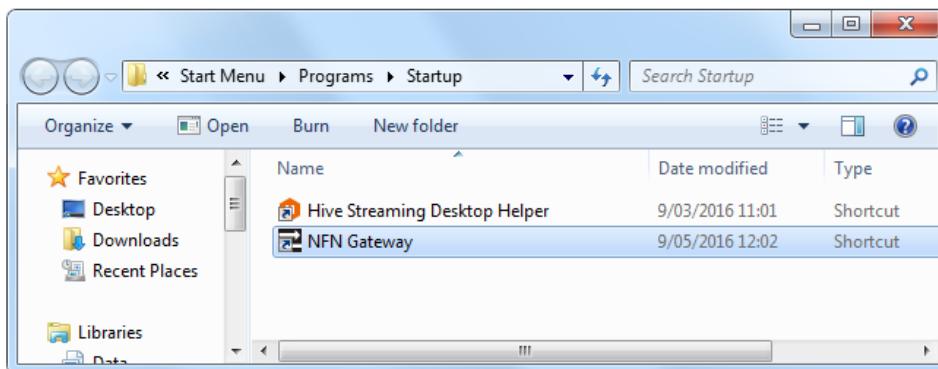 « Start Menu ▸ Programs ▸ Startup
Search Startup
Organize Open Burn New folder
Favorites
Desktop
Downloads
Recent Places
Libraries
Data
Name Date modified Type
Hive Streaming Desktop Helper 9/03/2016 11:01 Shortcut
NFN Gateway 9/05/2016 12:02 Shortcut